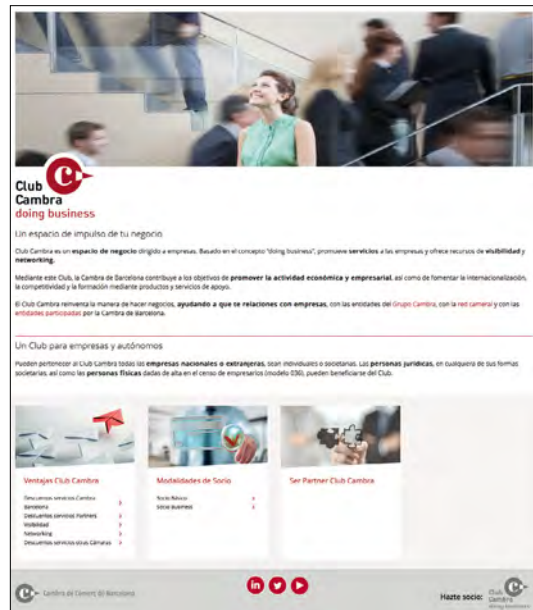 Club
Cambra
doing business
Un espacio de impulso de tu negocio
Club Cambra es un espacio de negocio dirigido a empresas. Basado en el concepto "doing business", promueve servicios a las empresas y ofrece recursos de visibilidad y
networking.
Mediante este Club, la Cambra de Barcelona contribuye a los objetivos de promover la actividad económica y empresarial, así como de fomentar la internacionalización,
la competitividad y la formación mediante productos y servicios de apoyo.
El Club Cambra reinventa la manera de hacer negocios, ayudando a que te relaciones con empresas, con las entidades del Grupo Cambra, con la red cameral y con las
entidades participadas por la Cambra de Barcelona.
Un Club para empresas y autónomos
Pueden pertenecer al Club Cambra todas las empresas nacionales o extranjeras, sean individuales o societarias. Las personas jurídicas, en cualquiera de sus formas
societarias, así como las personas físicas dadas de alta en el censo de empresarios (modelo 036), pueden beneficiarse del Club.
Ventajas Club Cambra
Descuentos servicios Cambra
Barcelona
Descuentos servicios Partners
Visibilidad
Networking
Descuentos servicios otras Cámaras
Modalidades de Socio
Socio Básico
Socio Business
Ser Partner Club Cambra
Cambra de Comerç de Barcelona
in
Hazte socio:
Club
Cambra
doing business